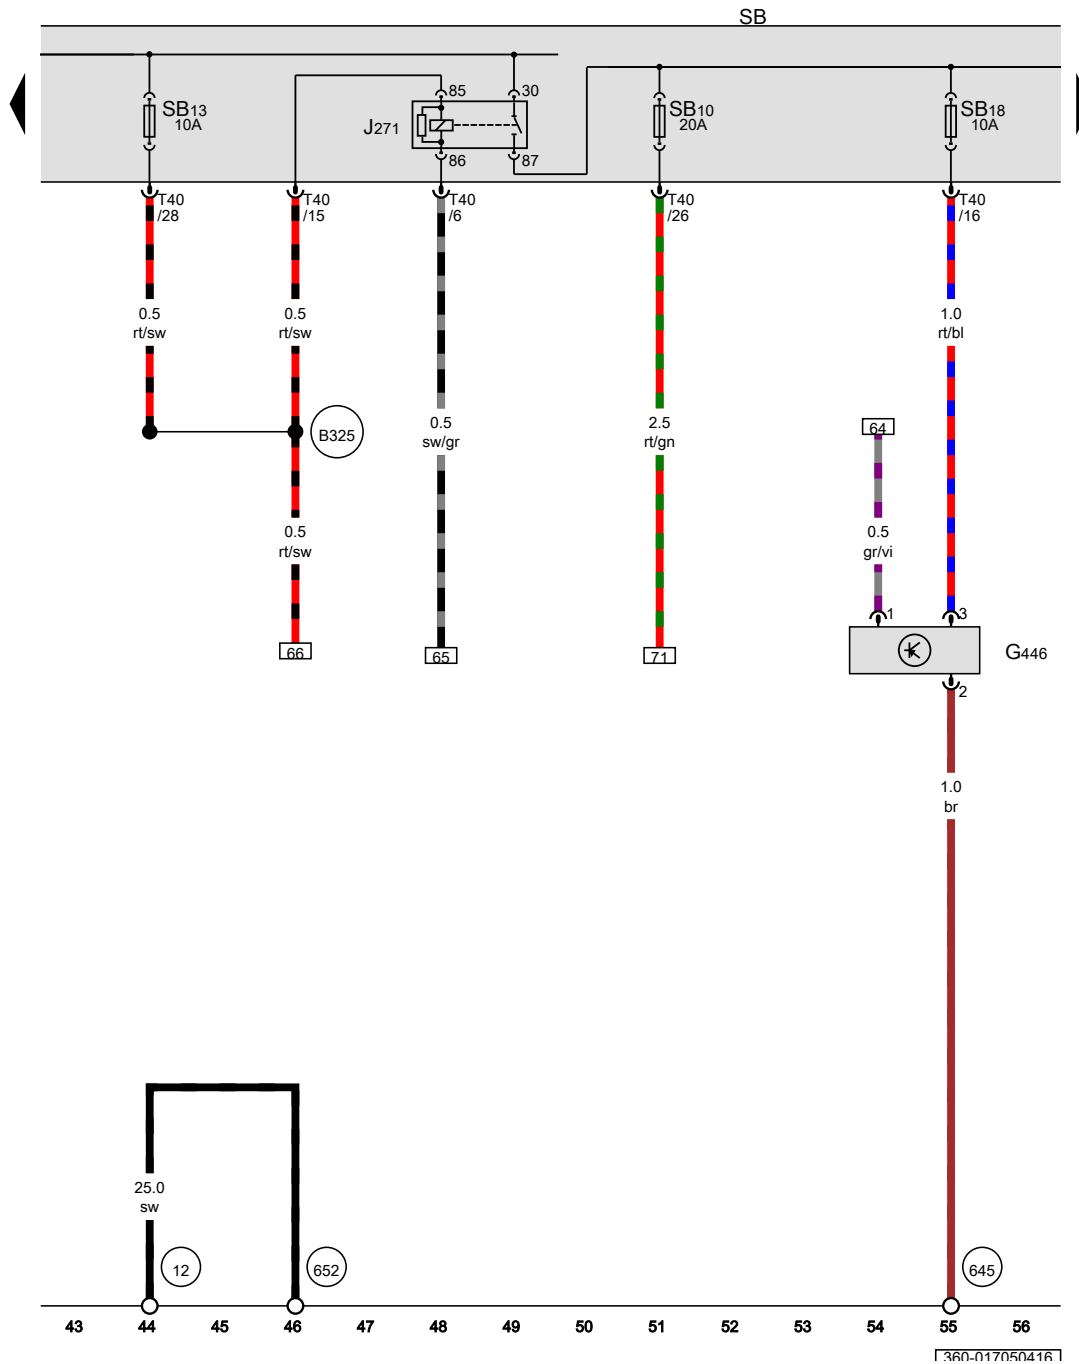 SB
SB13
10A
85
30
J271
86
87
SB10
20A
SB18
10A
T40
/28
T40
/15
T40
/6
T40
/26
T40
/16
0.5
rt/sw
0.5
rt/sw
1.0
rt/bl
B325
0.5
sw/gr
2.5
rt/gn
64
0.5
rt/sw
0.5
gr/vi
1
3
66
65
71
G446
2
1.0
br
25.0
sw
12
652
645
43 44 45 46 47 48 49 50 51 52 53 54 55 56
360-017050416